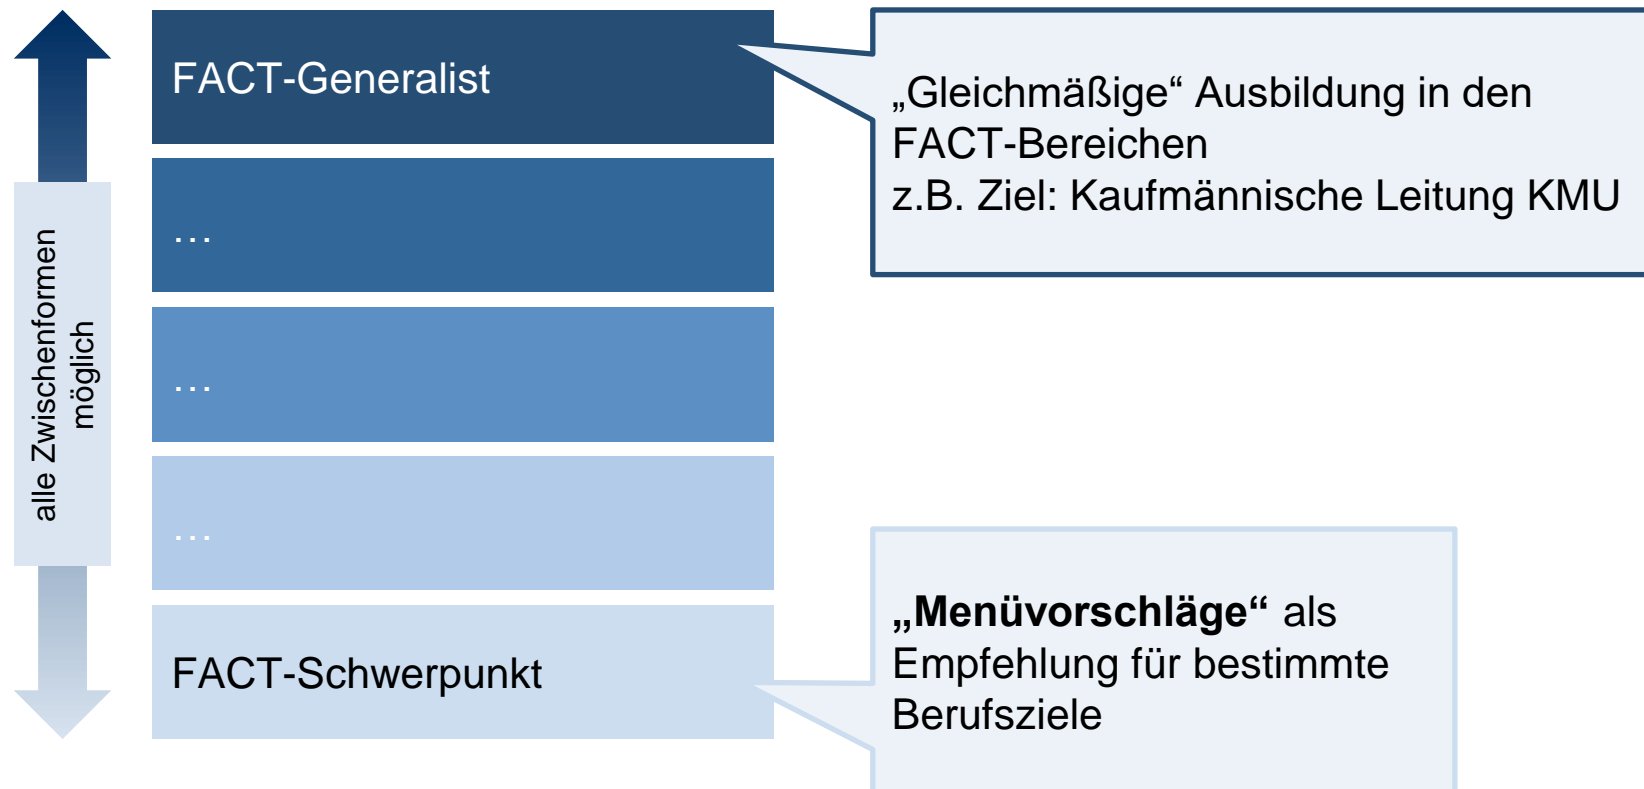 FACT-Generalist
„Gleichmäßige“ Ausbildung in den
FACT-Bereichen
z.B. Ziel: Kaufmännische Leitung KMU
…
…
…
alle Zwischenformen
möglich
FACT-Schwerpunkt
„Menüvorschläge“ als
Empfehlung für bestimmte
Berufsziele